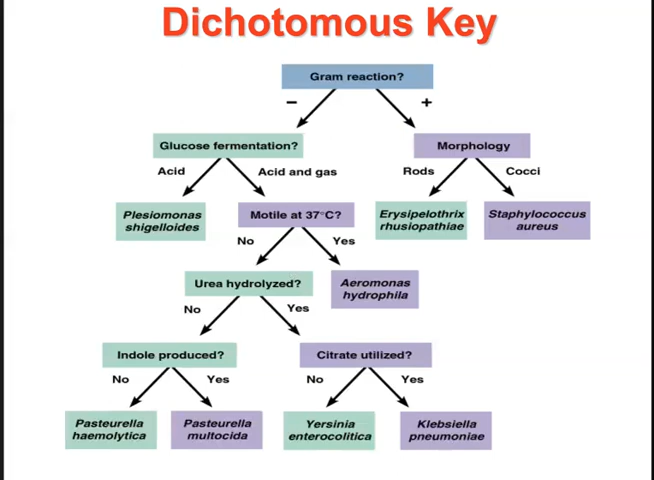 Dichotomous Key
Gram reaction?
– +
Glucose fermentation? Morphology
Acid Acid and gas Rods Cocci
Plesiomonas
shigelloides
Motile at 37°C?
Erysipelothrix
rhusiopathiae
Staphylococcus
aureus
No Yes
Urea hydrolyzed?
Aeromonas
hydrophila
No Yes
Indole produced? Citrate utilized?
No Yes No Yes
Pasteurella
haemolytica
Pasteurella
multocida
Yersinia
enterocolitica
Klebsiella
pneumoniae